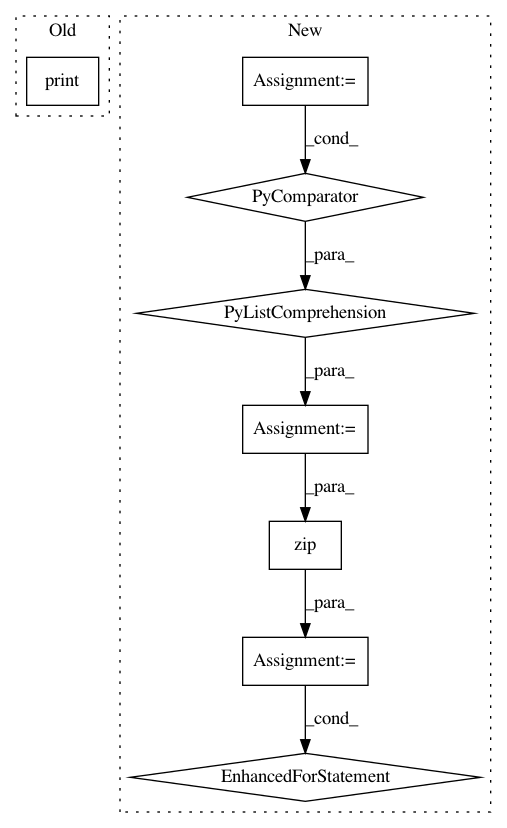 Old
New
print
Assignment:=
_cond_
PyComparator
_para_
PyListComprehension
_para_
Assignment:=
_para_
zip
_para_
Assignment:=
_cond_
EnhancedForStatement